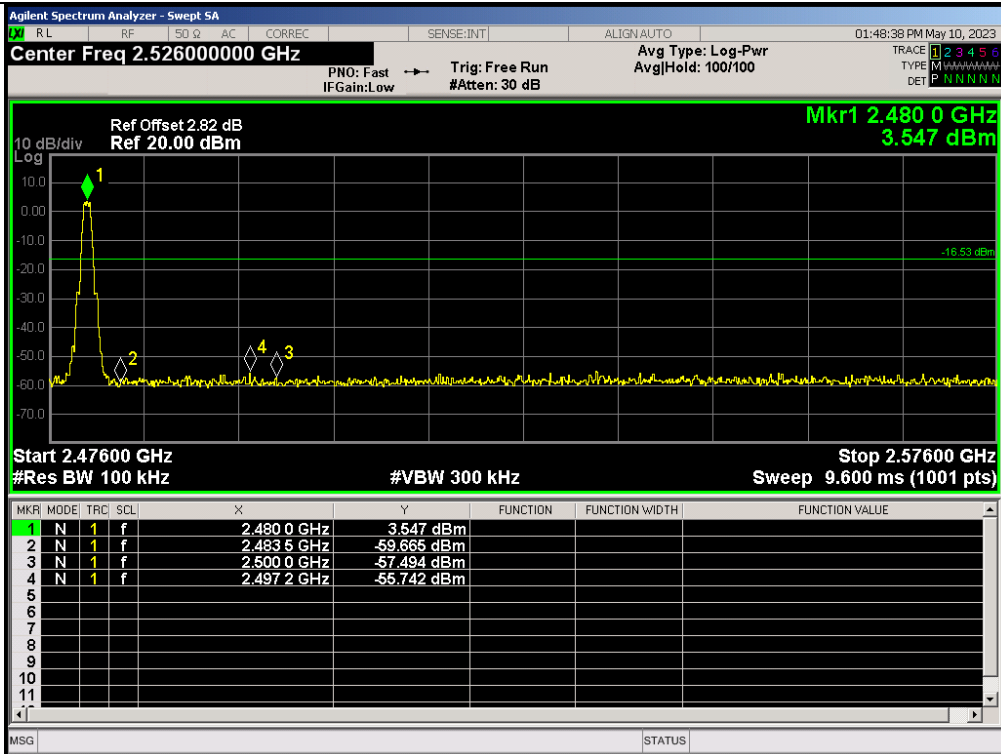 Agilent Spectrum Analyzer - Swept SA
LXI RL RF 50 Ω AC CORREC SENSE:INT ALIGN AUTO 01:48:38 PM May 10, 2023
Center Freq 2.526000000 GHz
PNO: Fast
IFGain:Low
Trig: Free Run
#Atten: 30 dB
Avg Type: Log-Pwr
Avg|Hold: 100/100
TRACE 1 2 3 4 5 6
TYPE M WWWWW
DET P N N N N N
Mkr1 2.480 0 GHz
3.547 dBm
Ref Offset 2.82 dB
10 dB/div Ref 20.00 dBm
Log
10.0
0.00
-10.0
-20.0
-30.0
-40.0
-50.0
-60.0
-70.0
1
-16.53 dBm
2
4
3
Start 2.47600 GHz Stop 2.57600 GHz
#Res BW 100 kHz #VBW 300 kHz Sweep 9.600 ms (1001 pts)
MKR MODE TRC SCL X Y FUNCTION FUNCTION WIDTH FUNCTION VALUE
1 N 1 f 2.480 0 GHz 3.547 dBm
2 N 1 f 2.483 5 GHz -59.665 dBm
3 N 1 f 2.500 0 GHz -57.494 dBm
4 N 1 f 2.497 2 GHz -55.742 dBm
5
6
7
8
9
10
11
MSG STATUS